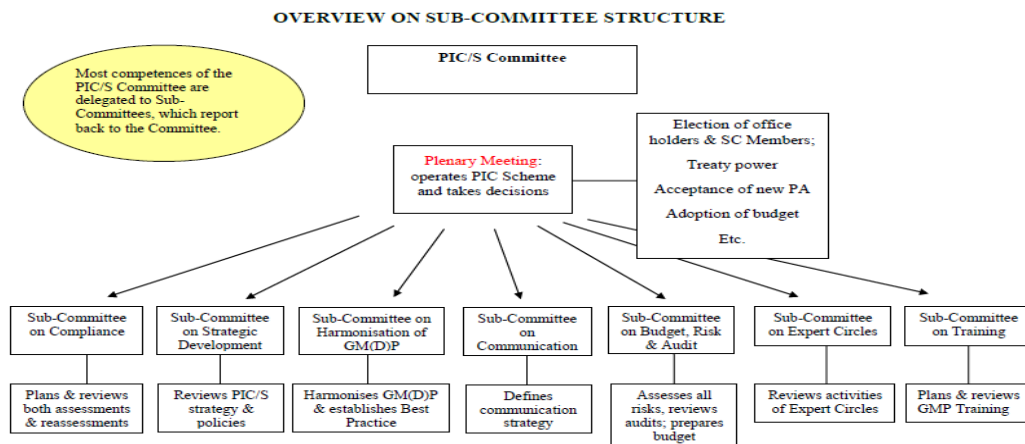 OVERVIEW ON SUB-COMMITTEE STRUCTURE
PIC/S Committee
Most competences of the
PIC/S Committee are
delegated to Sub-
Committees, which report
back to the Committee.
Election of office
holders & SC Members;
Treaty power
Acceptance of new PA
Adoption of budget
Etc.
Plenary Meeting:
operates PIC Scheme
and takes decisions
Sub-Committee
on Compliance
Sub-Committee
on Strategic
Development
Sub-Committee on
Harmonisation of
GM(D)P
Sub-Committee
on
Communication
Sub-Committee
on Budget, Risk
& Audit
Sub-Committee
on Expert Circles
Sub-Committee
on Training
Plans & reviews
both assessments
& reassessments
Reviews PIC/S
strategy &
policies
Harmonises GM(D)P
& establishes Best
Practice
Defines
communication
strategy
Assesses all
risks, reviews
audits; prepares
budget
Reviews activities
of Expert Circles
Plans & reviews
GMP Training